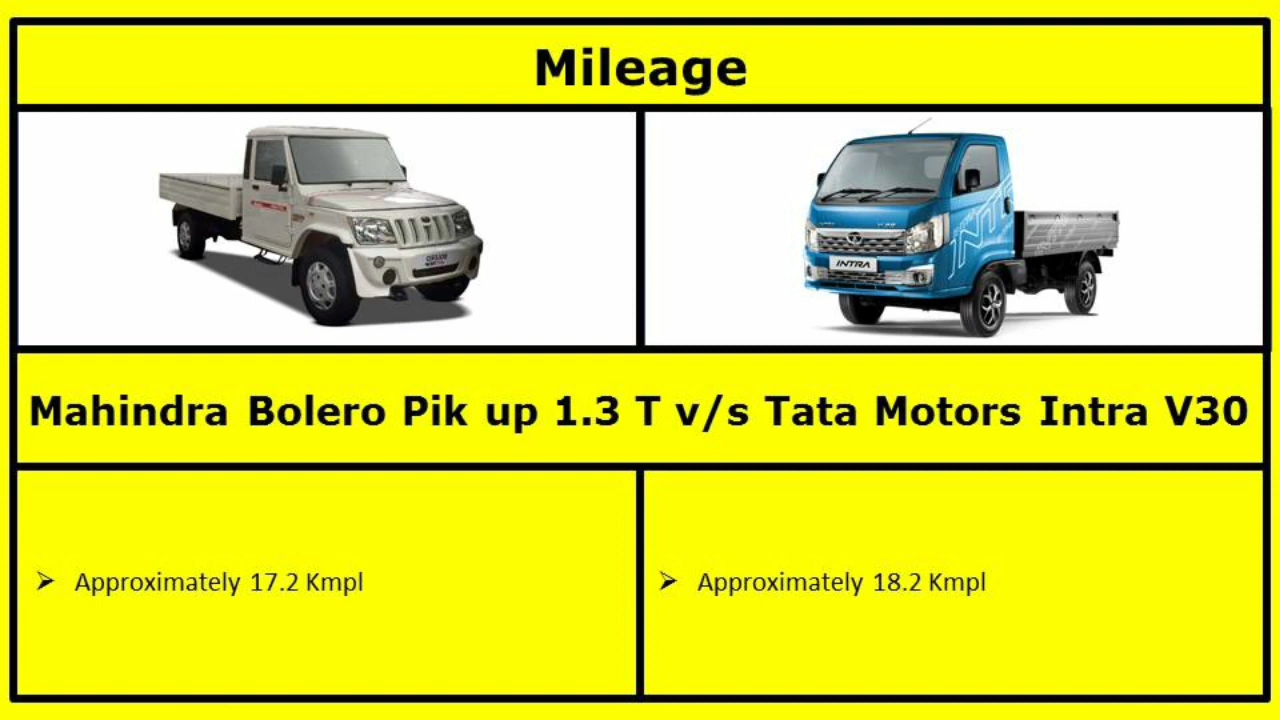 Mileage
INTRA
Mahindra Bolero Pik up 1.3 T v/s Tata Motors Intra V30
➢ Approximately 17.2 Kmpl
➢ Approximately 18.2 Kmpl